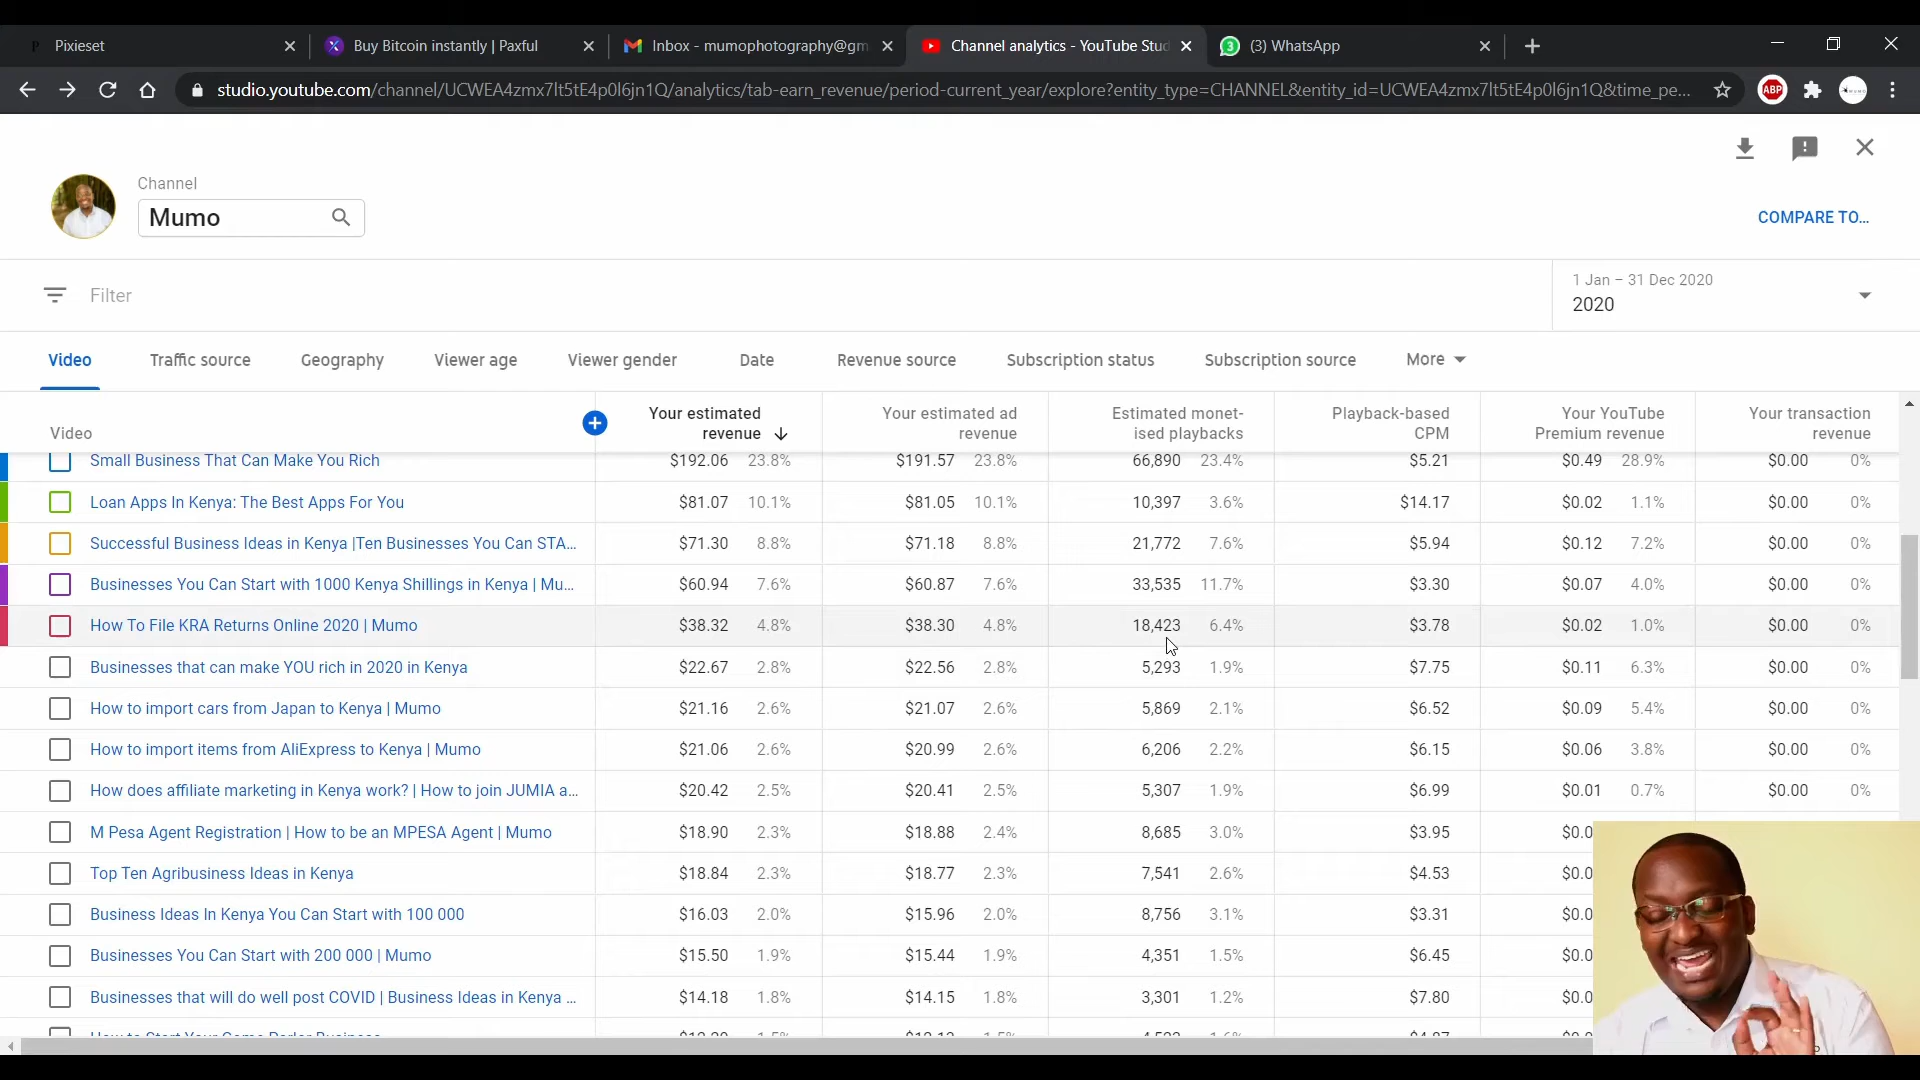 Pixieset
Buy Bitcoin instantly | Paxful
Inbox - mumophotography@gm
Channel analytics - YouTube Stud
(3) WhatsApp
studio.youtube.com/channel/UCWEA4zmx7lt5tE4p0l6jn1Q/analytics/tab-earn_revenue/period-current_year/explore?entity_type=CHANNEL&entity_id=UCWEA4zmx7lt5tE4p0l6jn1Q&time_pe...
ABP
Channel
Mumo
COMPARE TO...
Filter
1 Jan – 31 Dec 2020
2020
Video Traffic source Geography Viewer age Viewer gender Date Revenue source Subscription status Subscription source More
Video
Your estimated revenue
Your estimated ad revenue
Estimated monet-ised playbacks
Playback-based CPM
Your YouTube Premium revenue
Your transaction revenue
Small Business That Can Make You Rich $192.06 23.8% $191.57 23.8% 66,890 23.4% $5.21 $0.49 28.9% $0.00 0%
Loan Apps In Kenya: The Best Apps For You $81.07 10.1% $81.05 10.1% 10,397 3.6% $14.17 $0.02 1.1% $0.00 0%
Successful Business Ideas in Kenya |Ten Businesses You Can STA... $71.30 8.8% $71.18 8.8% 21,772 7.6% $5.94 $0.12 7.2% $0.00 0%
Businesses You Can Start with 1000 Kenya Shillings in Kenya | Mu... $60.94 7.6% $60.87 7.6% 33,535 11.7% $3.30 $0.07 4.0% $0.00 0%
How To File KRA Returns Online 2020 | Mumo $38.32 4.8% $38.30 4.8% 18,423 6.4% $3.78 $0.02 1.0% $0.00 0%
Businesses that can make YOU rich in 2020 in Kenya $22.67 2.8% $22.56 2.8% 5,293 1.9% $7.75 $0.11 6.3% $0.00 0%
How to import cars from Japan to Kenya | Mumo $21.16 2.6% $21.07 2.6% 5,869 2.1% $6.52 $0.09 5.4% $0.00 0%
How to import items from AliExpress to Kenya | Mumo $21.06 2.6% $20.99 2.6% 6,206 2.2% $6.15 $0.06 3.8% $0.00 0%
How does affiliate marketing in Kenya work? | How to join JUMIA a... $20.42 2.5% $20.41 2.5% 5,307 1.9% $6.99 $0.01 0.7% $0.00 0%
M Pesa Agent Registration | How to be an MPESA Agent | Mumo $18.90 2.3% $18.88 2.4% 8,685 3.0% $3.95 $0.0
Top Ten Agribusiness Ideas in Kenya $18.84 2.3% $18.77 2.3% 7,541 2.6% $4.53 $0.0
Business Ideas In Kenya You Can Start with 100 000 $16.03 2.0% $15.96 2.0% 8,756 3.1% $3.31 $0.0
Businesses You Can Start with 200 000 | Mumo $15.50 1.9% $15.44 1.9% 4,351 1.5% $6.45 $0.0
Businesses that will do well post COVID | Business Ideas in Kenya ... $14.18 1.8% $14.15 1.8% 3,301 1.2% $7.80 $0.0